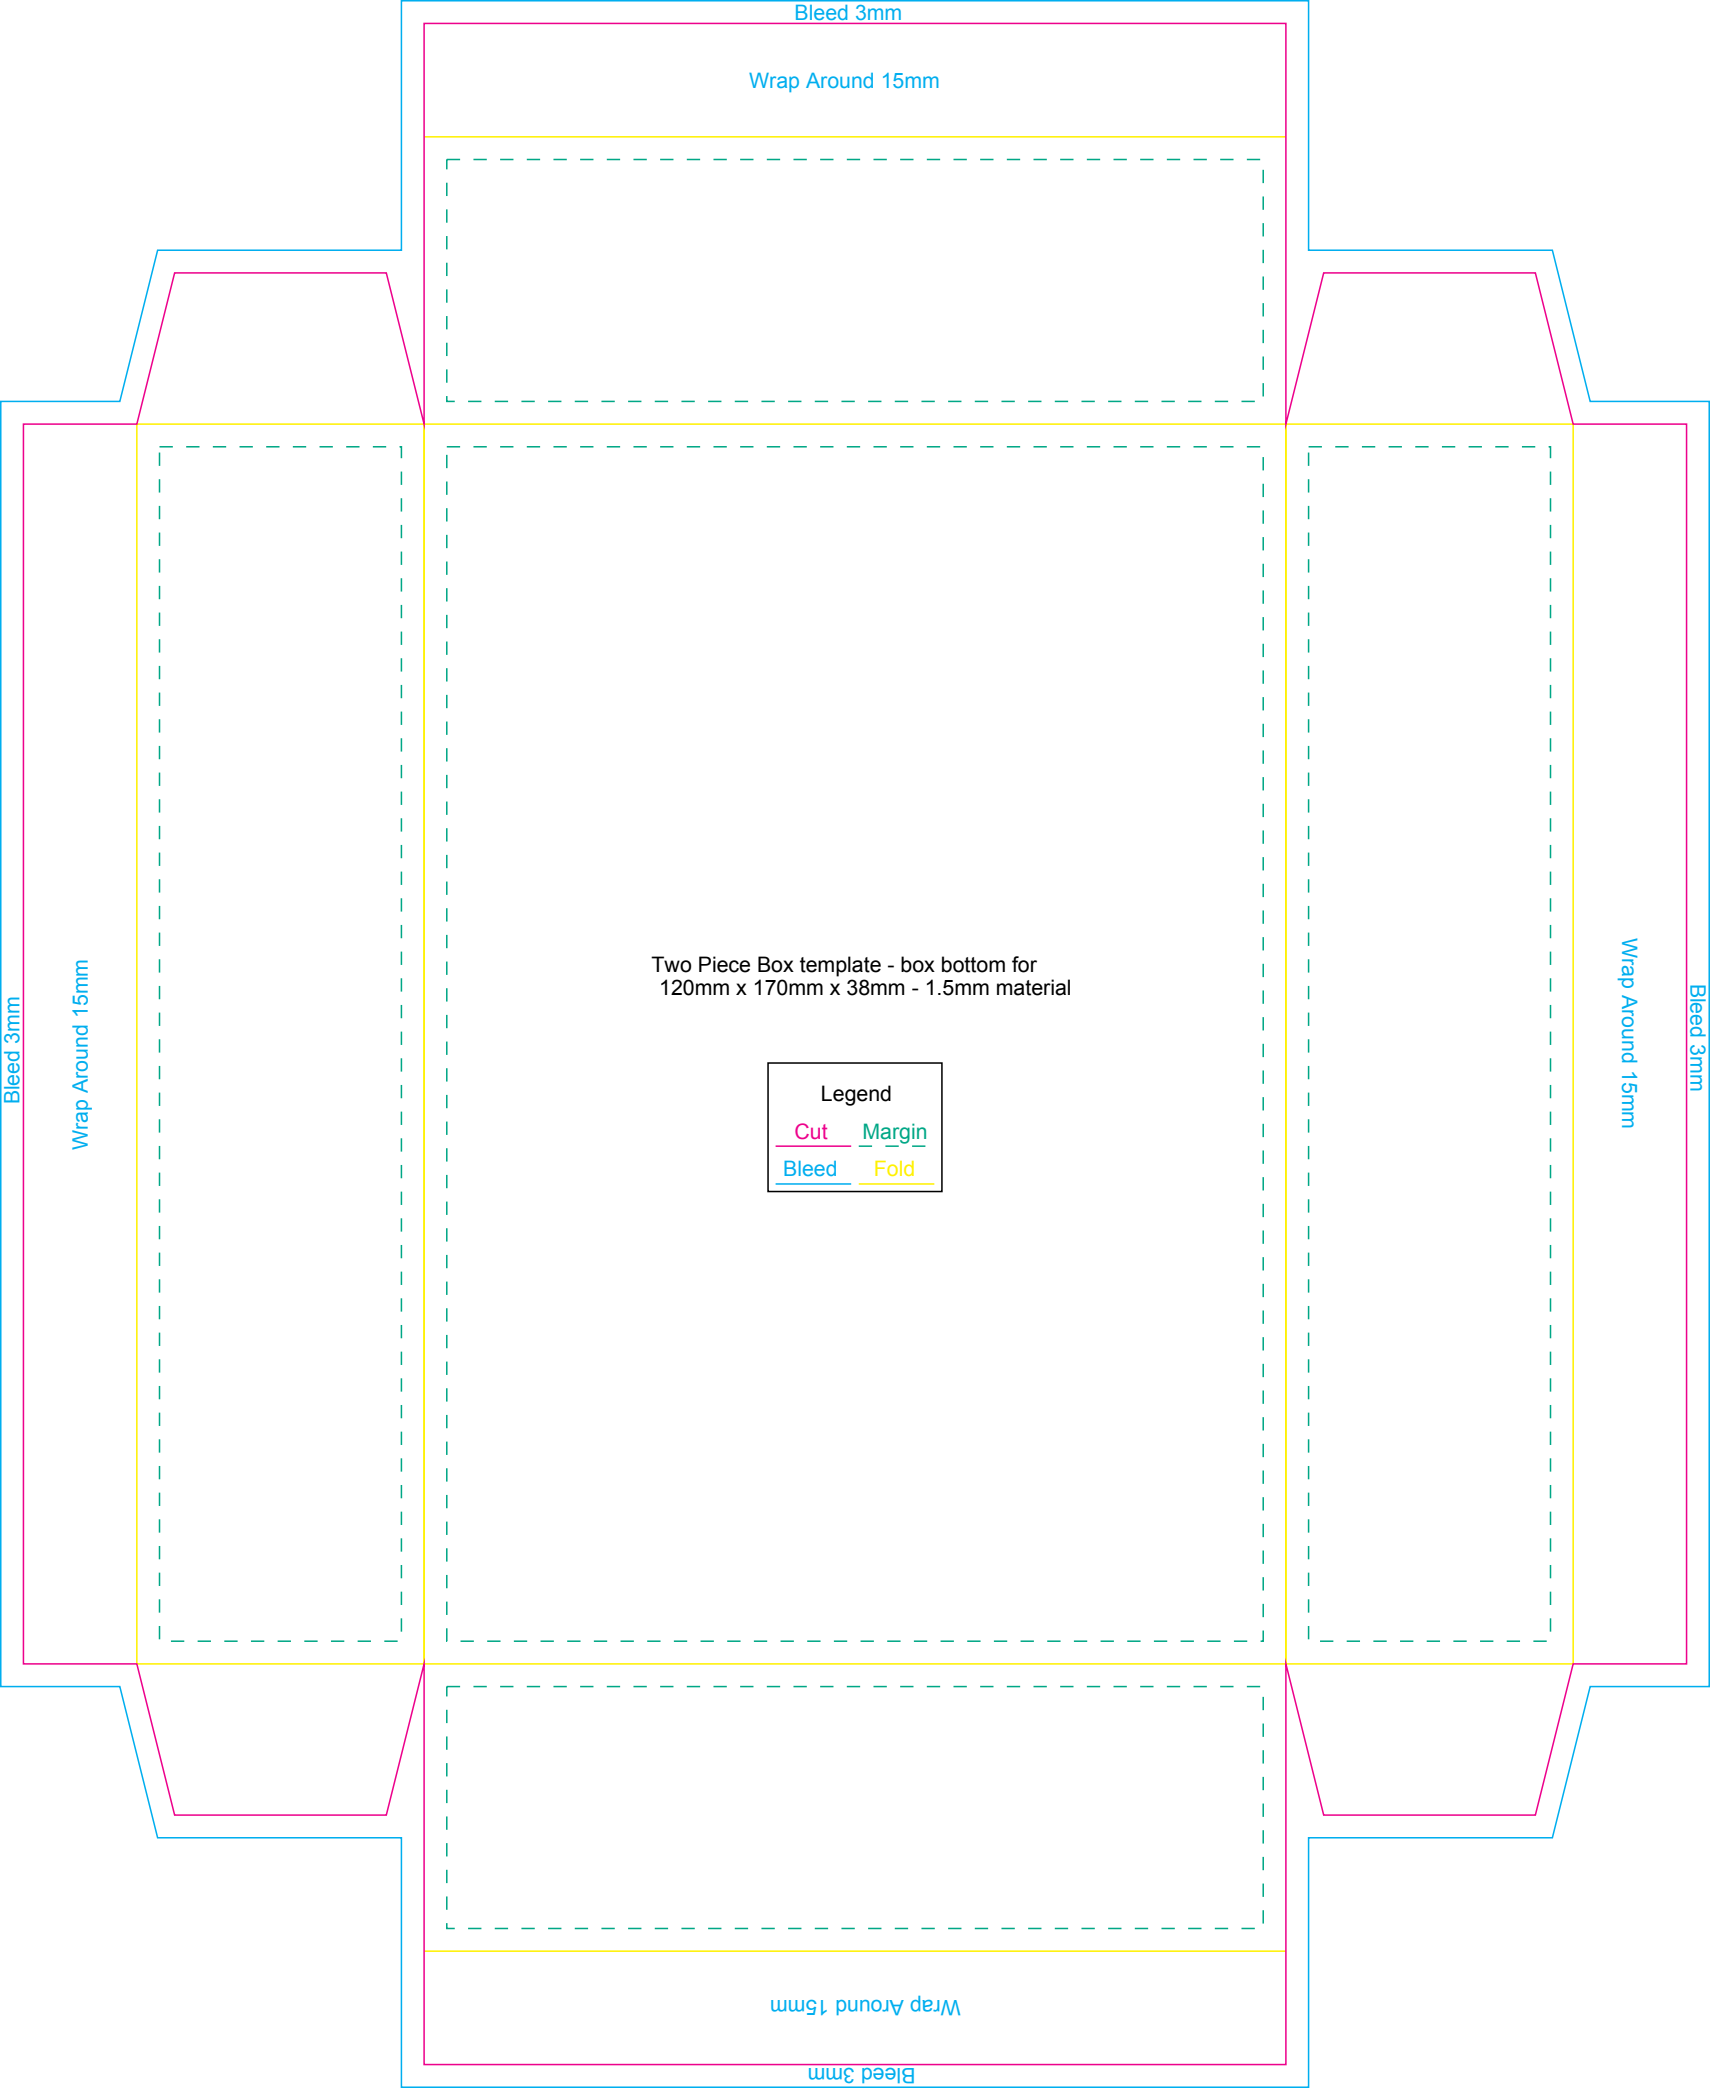 Bleed 3mm
Wrap Around 15mm
Bleed 3mm
Wrap Around 15mm
Two Piece Box template - box bottom for
120mm x 170mm x 38mm - 1.5mm material
Legend
Cut Margin
Bleed Fold
Wrap Around 15mm
Bleed 3mm
Wrap Around 15mm
Bleed 3mm